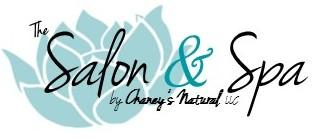 The
Salon & Spa
by Chaney's Natural, LLC